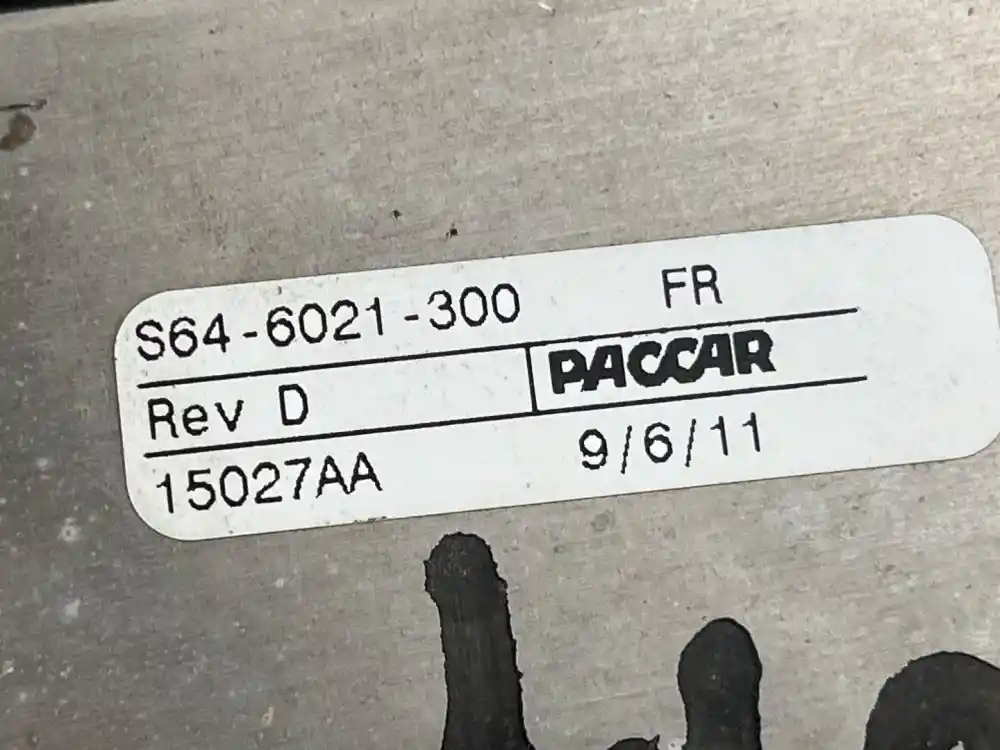 S64-6021-300 FR
Rev D PACCAR
15027AA 9/6/11